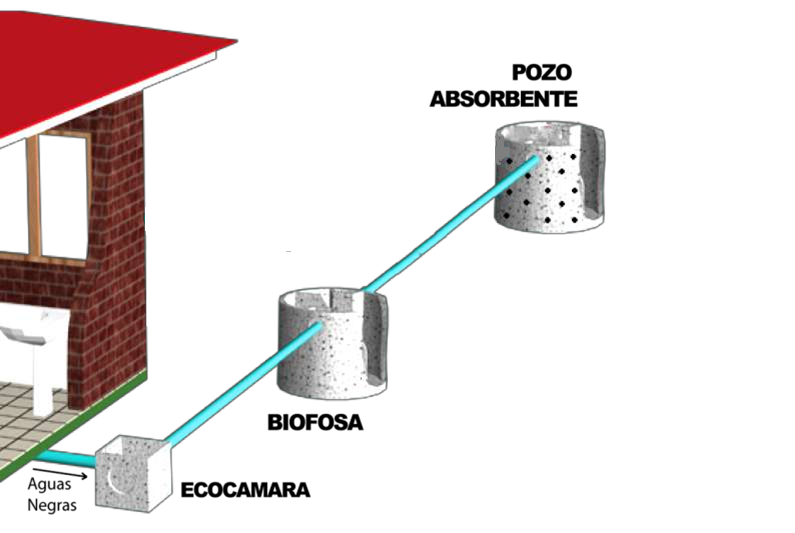 POZO
ABSORBENTE
BIOFOSA
ECOCAMARA
Aguas
Negras